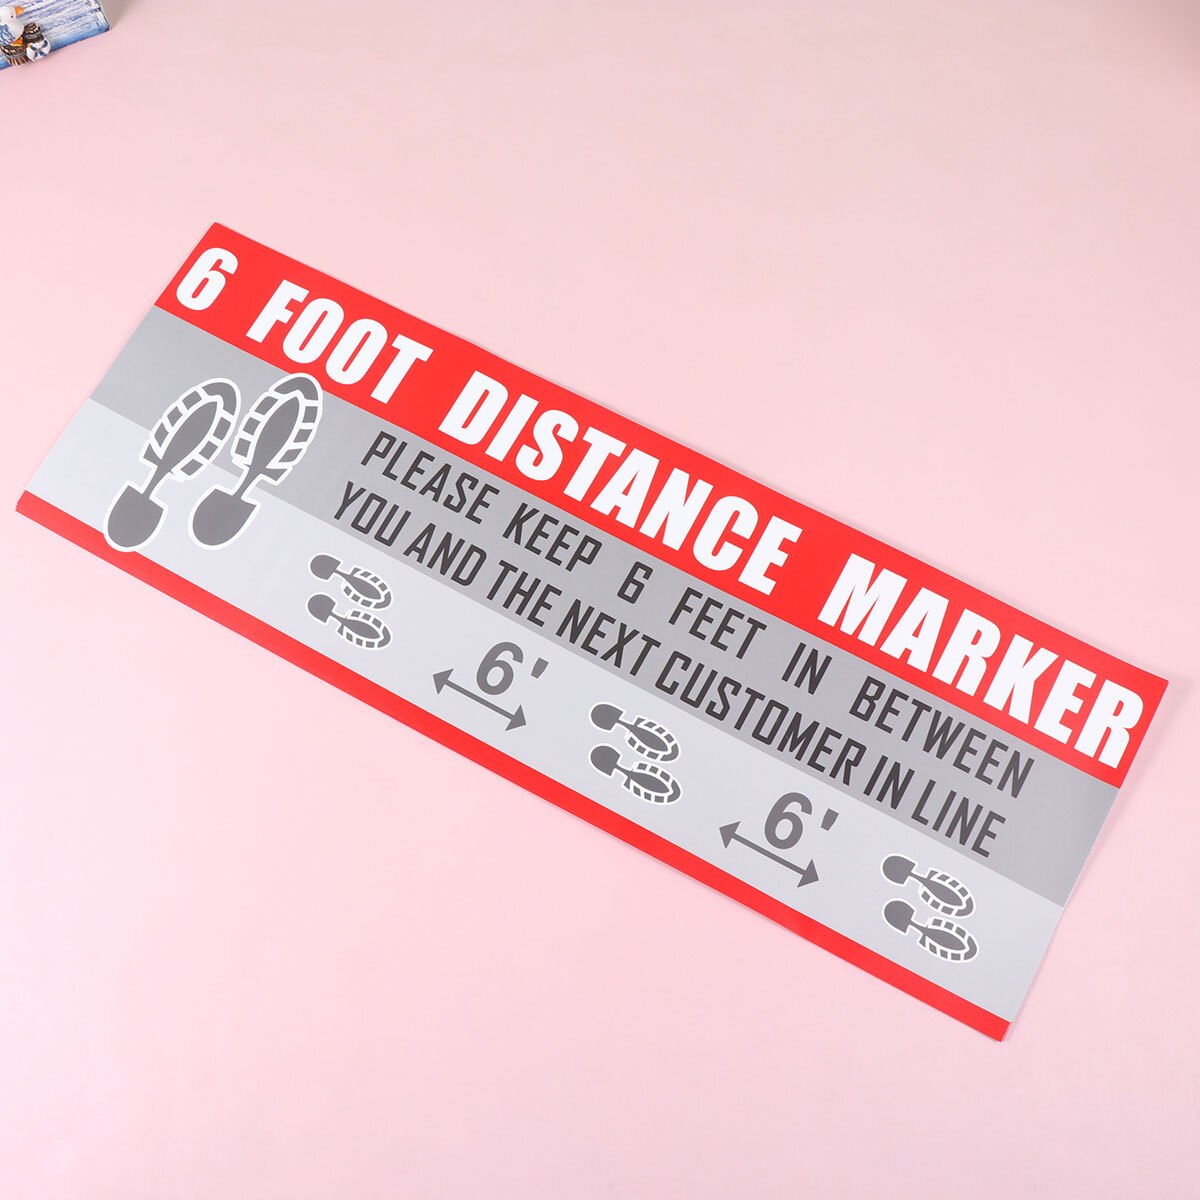 6 FOOT DISTANCE MARKER
PLEASE KEEP 6 FEET IN BETWEEN
YOU AND THE NEXT CUSTOMER IN LINE
6'
6'